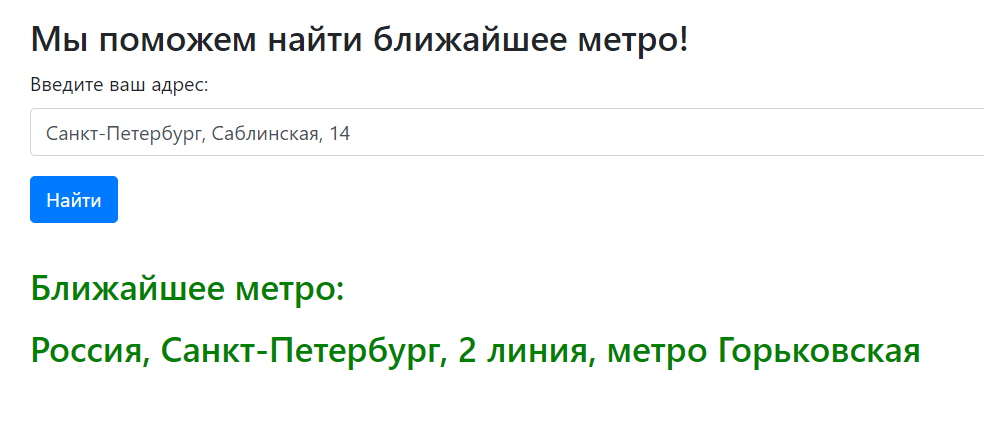 Мы поможем найти ближайшее метро!
Введите ваш адрес:
Санкт-Петербург, Саблинская, 14
Найти
Ближайшее метро:
Россия, Санкт-Петербург, 2 линия, метро Горьковская